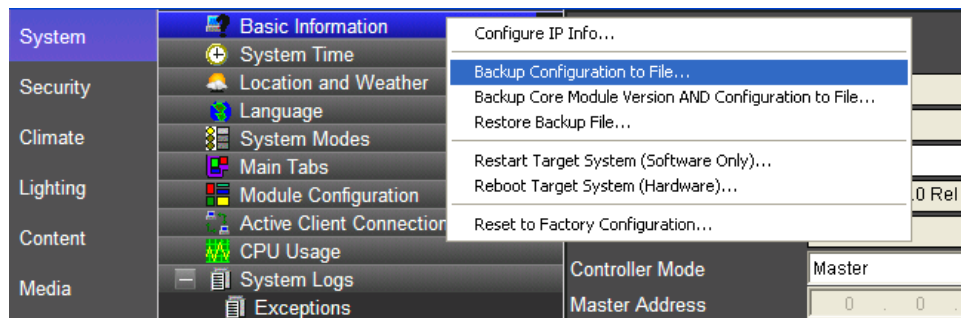 System
Security
Climate
Lighting
Content
Media
Basic Information
System Time
Location and Weather
Language
System Modes
Main Tabs
Module Configuration
Active Client Connection
CPU Usage
System Logs
Exceptions
Configure IP Info...
Backup Configuration to File...
Backup Core Module Version AND Configuration to File...
Restore Backup File...
Restart Target System (Software Only)...
Reboot Target System (Hardware)...
Reset to Factory Configuration...
.0 Rel
Controller Mode
Master
Master Address
0 . 0 .